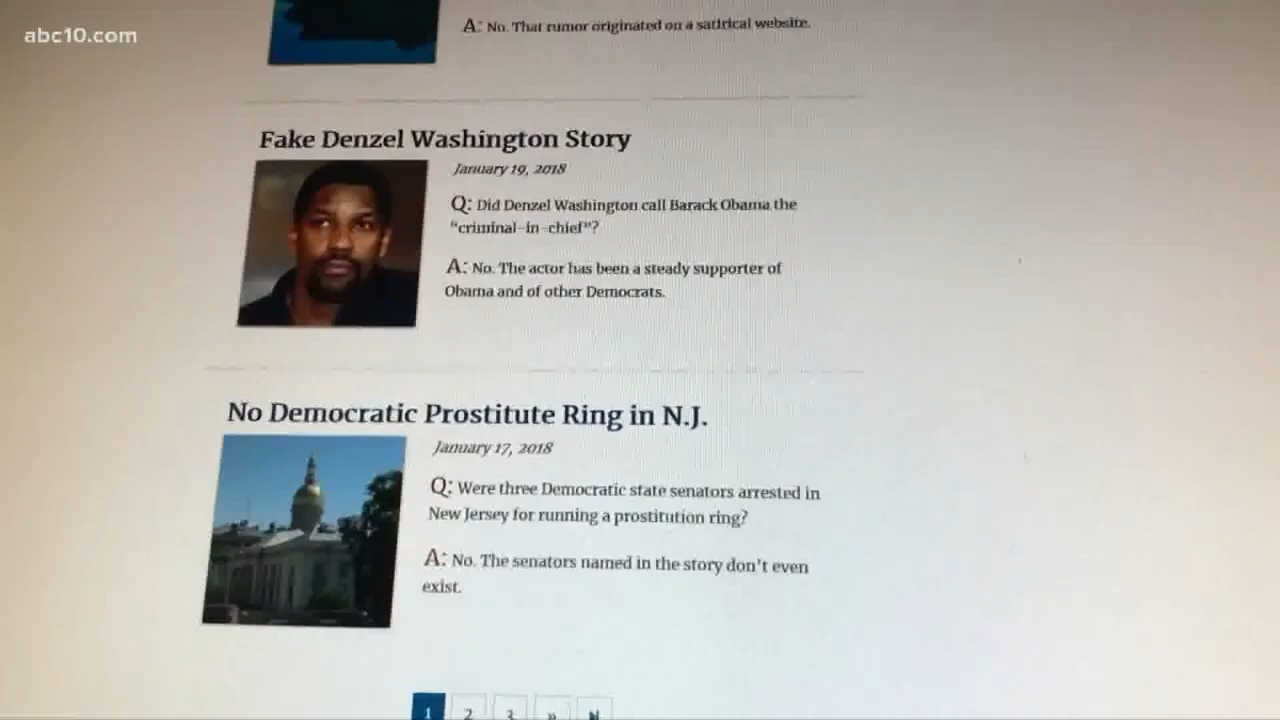 abc10.com
A: No. That rumor originated on a satirical website.
Fake Denzel Washington Story
January 19, 2018
Q: Did Denzel Washington call Barack Obama the
"criminal-in-chief"?
A: No. The actor has been a steady supporter of
Obama and of other Democrats.
No Democratic Prostitute Ring in N.J.
January 17, 2018
Q: Were three Democratic state senators arrested in
New Jersey for running a prostitution ring?
A: No. The senators named in the story don't even
exist.
1 2 3 »